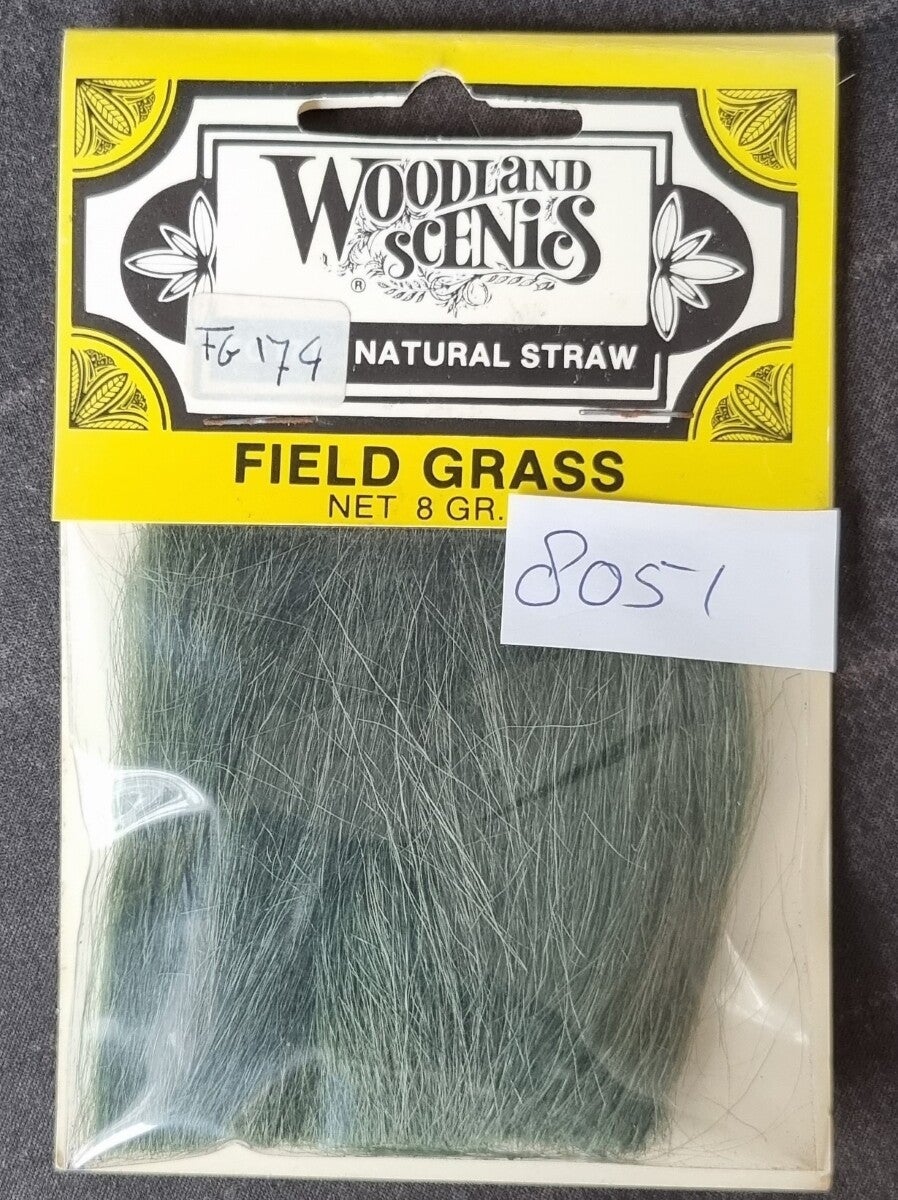 WOODLAND
SCENICS
®
FG 174
NATURAL STRAW
FIELD GRASS
NET 8 GR.
8051